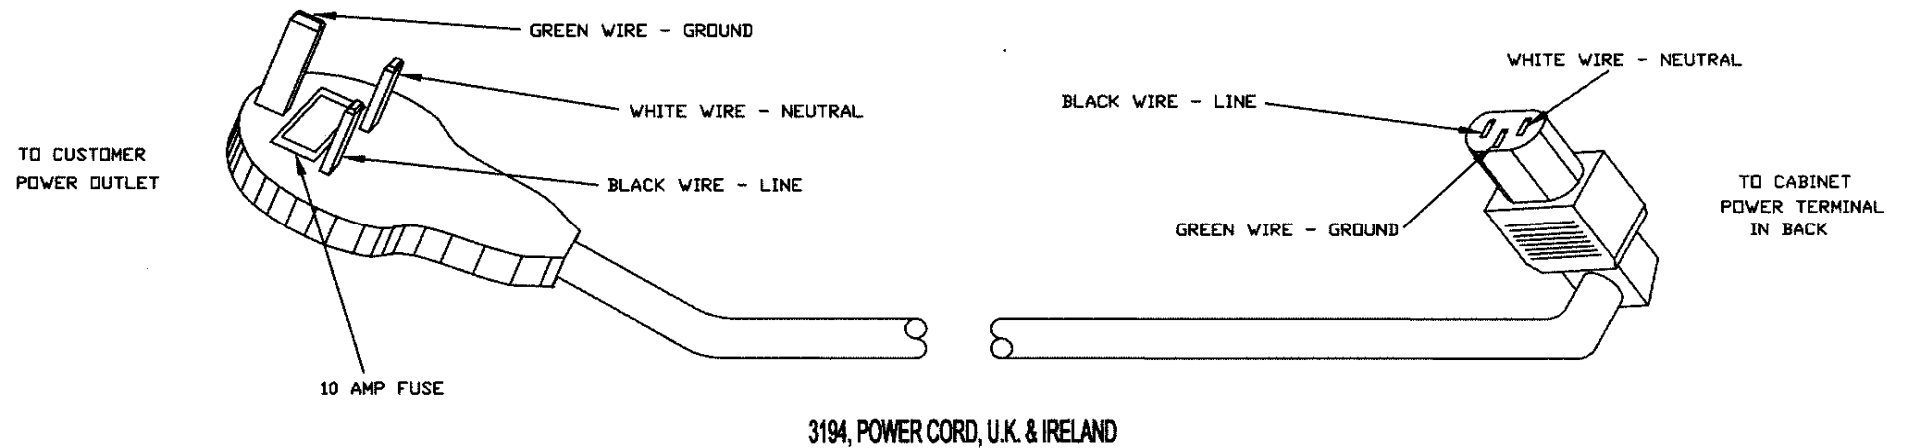 GREEN WIRE - GROUND
WHITE WIRE - NEUTRAL
TO CUSTOMER
POWER OUTLET
BLACK WIRE - LINE
10 AMP FUSE
WHITE WIRE - NEUTRAL
BLACK WIRE - LINE
GREEN WIRE - GROUND
TO CABINET
POWER TERMINAL
IN BACK
3194, POWER CORD, U.K. & IRELAND